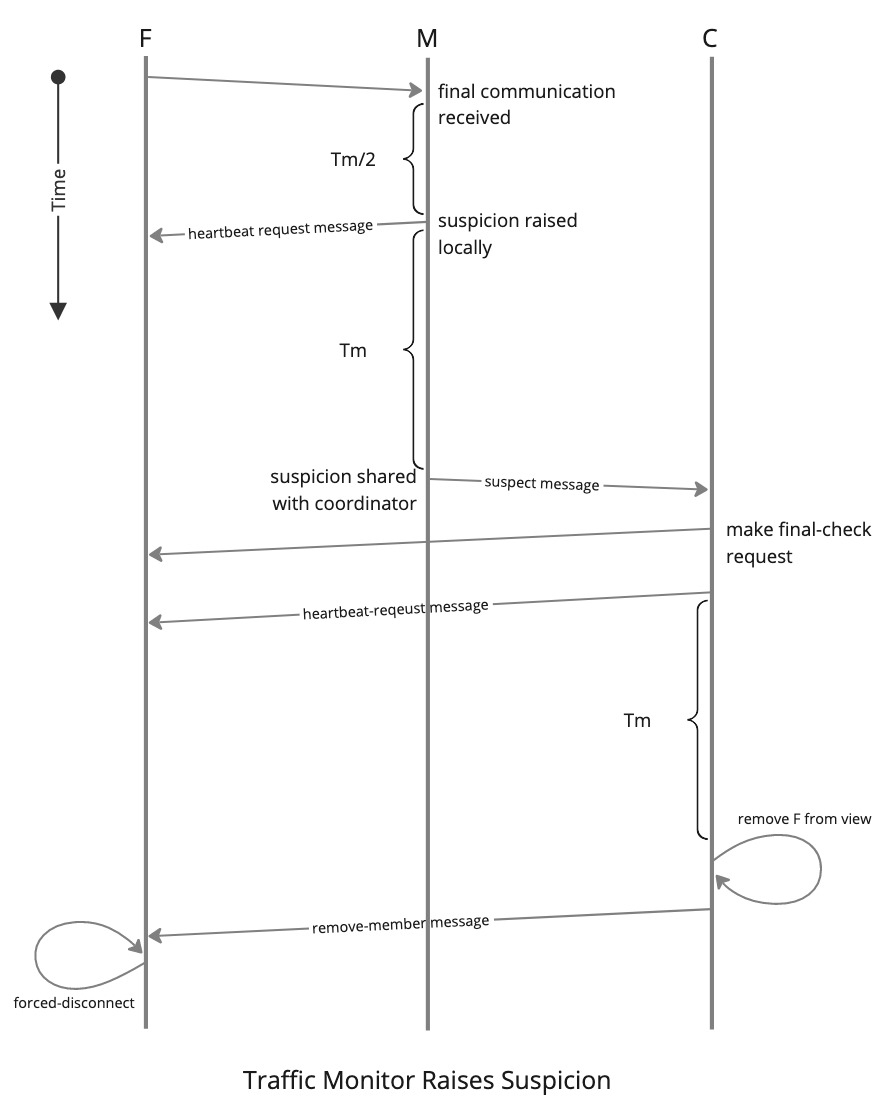 F
M
C
Time
final communication
received
Tm/2
heartbeat request message
suspicion raised
locally
Tm
suspicion shared
with coordinator
suspect message
make final-check
request
heartbeat-reqeust message
Tm
remove F from view
remove-member message
forced-disconnect
Traffic Monitor Raises Suspicion